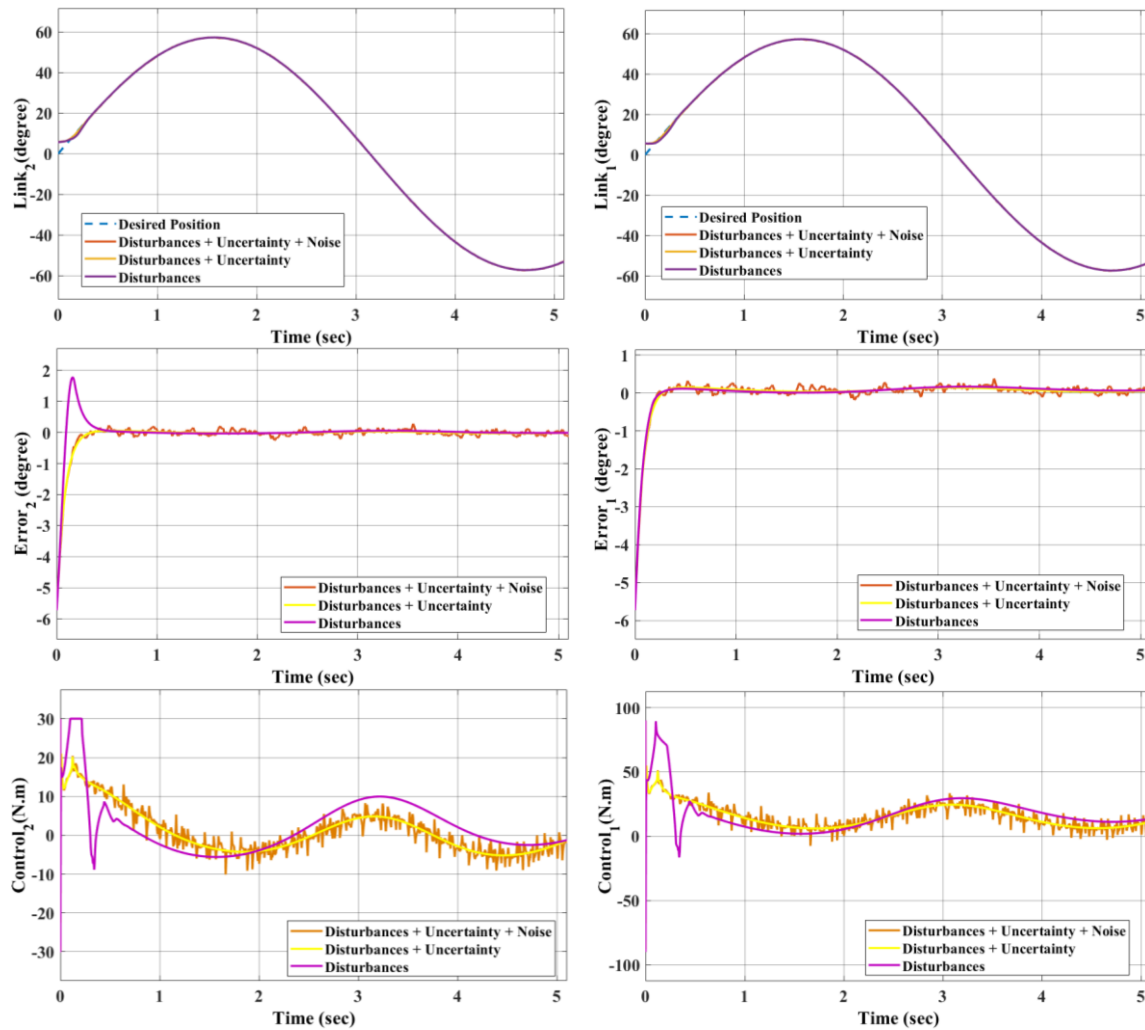 60
40
20
0
-20
-40
-60
Link2(degree)
Desired Position
Disturbances + Uncertainty + Noise
Disturbances + Uncertainty
Disturbances
0 1 2 3 4 5
Time (sec)
60
40
20
0
-20
-40
-60
Link1(degree)
Desired Position
Disturbances + Uncertainty + Noise
Disturbances + Uncertainty
Disturbances
0 1 2 3 4 5
Time (sec)
2
1
0
-1
-2
-3
-4
-5
-6
Error2 (degree)
Disturbances + Uncertainty + Noise
Disturbances + Uncertainty
Disturbances
0 1 2 3 4 5
Time (sec)
1
0
-1
-2
-3
-4
-5
-6
Error1 (degree)
Disturbances + Uncertainty + Noise
Disturbances + Uncertainty
Disturbances
0 1 2 3 4 5
Time (sec)
30
20
10
0
-10
-20
-30
Control2(N.m)
Disturbances + Uncertainty + Noise
Disturbances + Uncertainty
Disturbances
0 1 2 3 4 5
Time (sec)
100
50
0
-50
-100
Control1(N.m)
Disturbances + Uncertainty + Noise
Disturbances + Uncertainty
Disturbances
0 1 2 3 4 5
Time (sec)